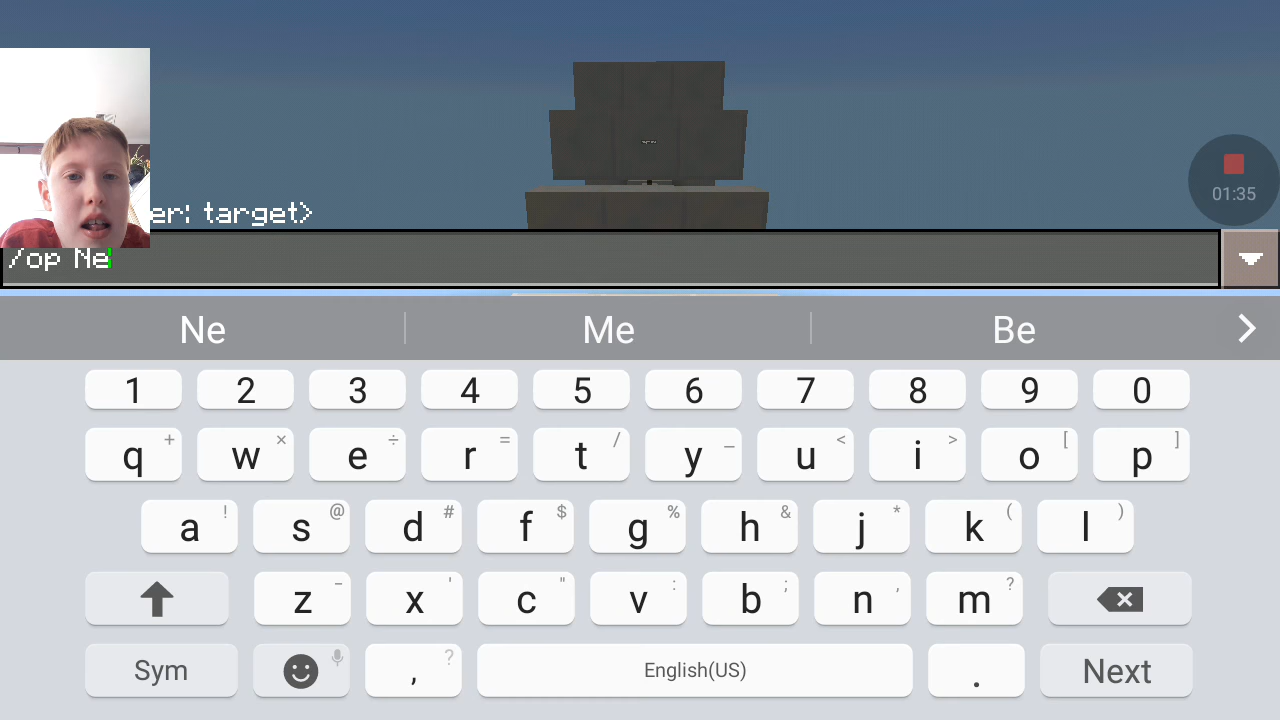 01:35
er: target>
/op Ne
Ne Me Be
1 2 3 4 5 6 7 8 9 0
+ × ÷ = / _ < > [ ]
q w e r t y u i o p
! @ # $ % & * ( )
a s d f g h j k l
- ' " : ; , ?
z x c v b n m
Sym , ? English(US) . Next